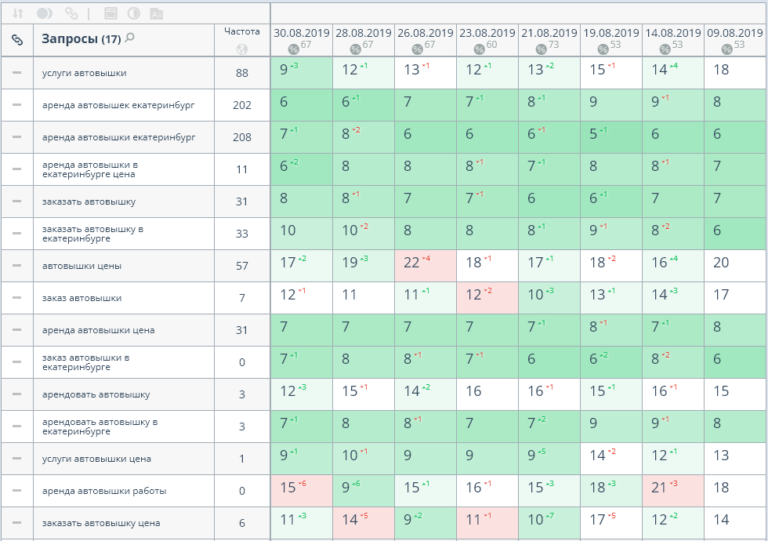 Запросы (17) Частота 30.08.2019 28.08.2019 26.08.2019 23.08.2019 21.08.2019 19.08.2019 14.08.2019 09.08.2019
% 67 % 67 % 67 % 60 % 73 % 53 % 53 % 53
услуги автовышки 88 9 +3 12 +1 13 -1 12 +1 13 +2 15 -1 14 +4 18
аренда автовышек екатеринбург 202 6 6 +1 7 7 +1 8 +1 9 9 -1 8
аренда автовышки екатеринбург 208 7 +1 8 -2 6 6 6 -1 5 +1 6 6
аренда автовышки в
екатеринбурге цена 11 6 +2 8 8 8 -1 7 +1 8 8 -1 7
заказать автовышку 31 8 8 -1 7 7 -1 6 6 +1 7 7
заказать автовышку в
екатеринбурге 33 10 10 -2 8 8 8 +1 9 -1 8 -2 6
автовышки цены 57 17 +2 19 +3 22 -4 18 -1 17 +1 18 -2 16 +4 20
заказ автовышки 7 12 -1 11 11 +1 12 -2 10 +3 13 +1 14 +3 17
аренда автовышки цена 31 7 7 7 7 7 +1 8 -1 7 +1 8
заказ автовышки в
екатеринбурге 0 7 +1 8 8 -1 7 -1 6 6 +2 8 -2 6
арендовать автовышку 3 12 +3 15 -1 14 +2 16 16 -1 15 +1 16 -1 15
арендовать автовышку в
екатеринбурге 3 7 +1 8 8 -1 7 7 +2 9 9 -1 8
услуги автовышки цена 1 9 +1 10 -1 9 9 9 +5 14 -2 12 +1 13
аренда автовышки работы 0 15 -6 9 +6 15 +1 16 -1 15 +3 18 +3 21 -3 18
заказать автовышку цена 6 11 +3 14 -5 9 +2 11 -1 10 +7 17 -5 12 +2 14